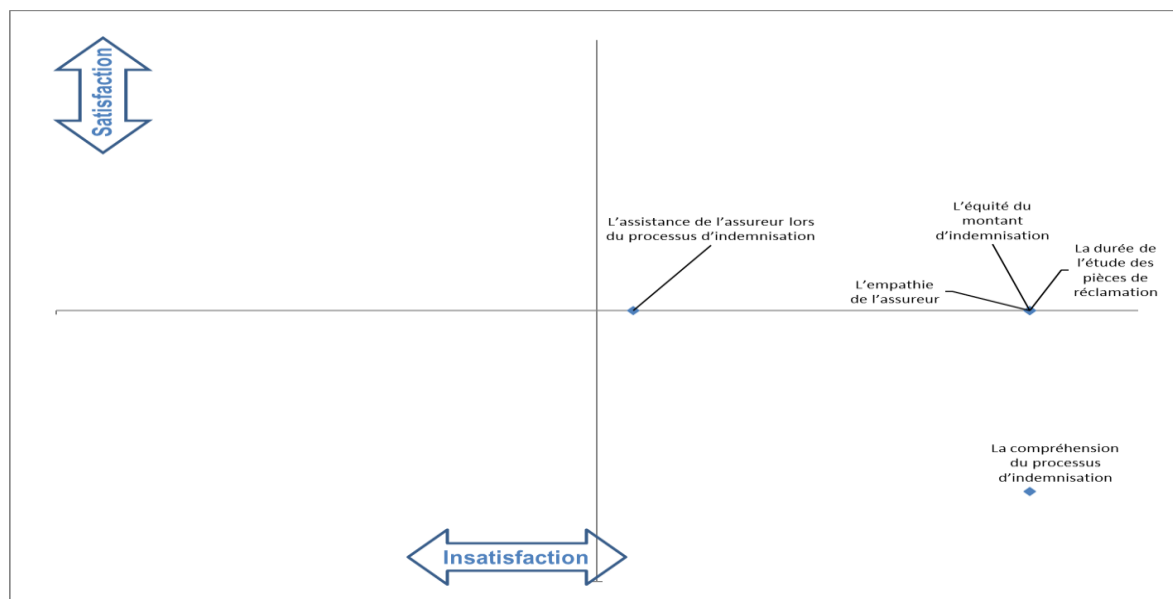 Satisfaction
L’assistance de l’assureur lors
du processus d’indemnisation
L’équité du
montant
d’indemnisation
La durée de
l’étude des
pièces de
réclamation
L’empathie
de l’assureur
La compréhension
du processus
d’indemnisation
Insatisfaction